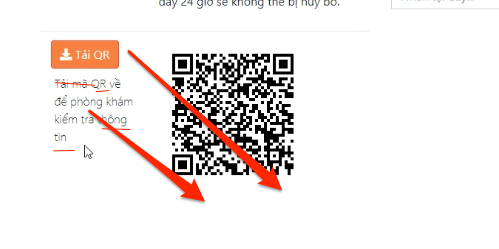 đây 24 giờ sẽ không thể bị hủy bỏ.
Tải QR
Tải mã QR về
để phòng khám
kiểm tra thông
tin